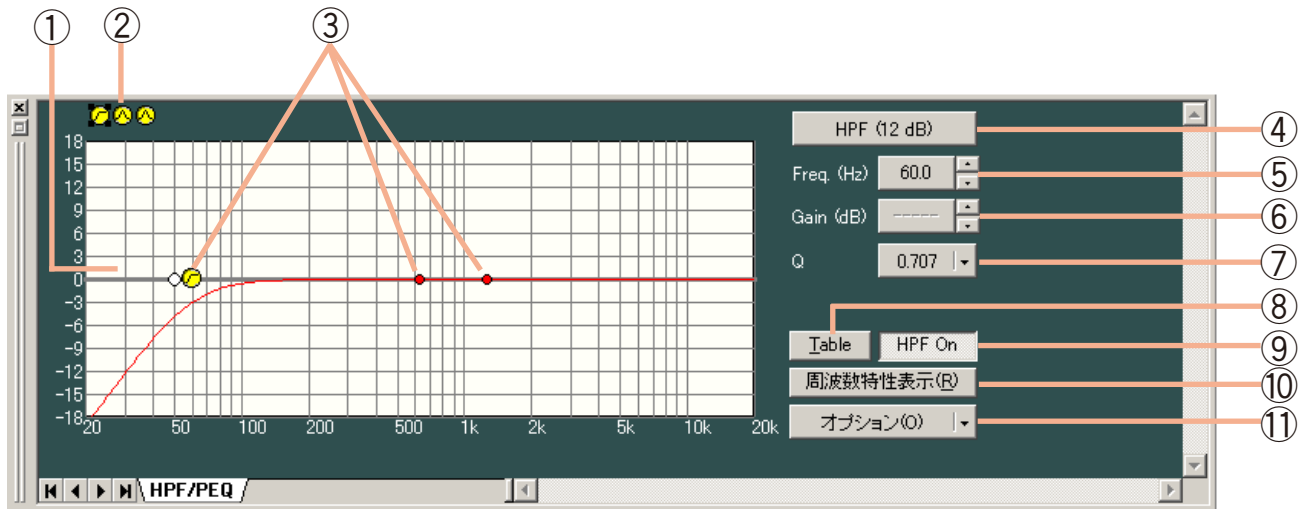 ① ② ③
18
15
12
9
6
3
0
-3
-6
-9
-12
-15
-18
20 50 100 200 500 1k 2k 5k 10k 20k
HPF (12 dB) ④
Freq. (Hz) 60.0 ⑤
Gain (dB) ----- ⑥
Q 0.707 ⑦
⑧
Table HPF On ⑨
周波数特性表示(R) ⑩
オプション(O) ⑪
HPF/PEQ